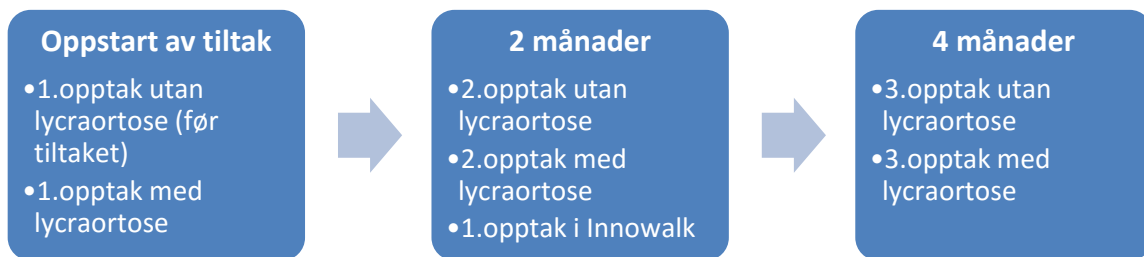 Oppstart av tiltak
•1.opptak utan
lycraortose (før
tiltaket)
•1.opptak med
lycraortose
2 månader
•2.opptak utan
lycraortose
•2.opptak med
lycraortose
•1.opptak i Innowalk
4 månader
•3.opptak utan
lycraortose
•3.opptak med
lycraortose